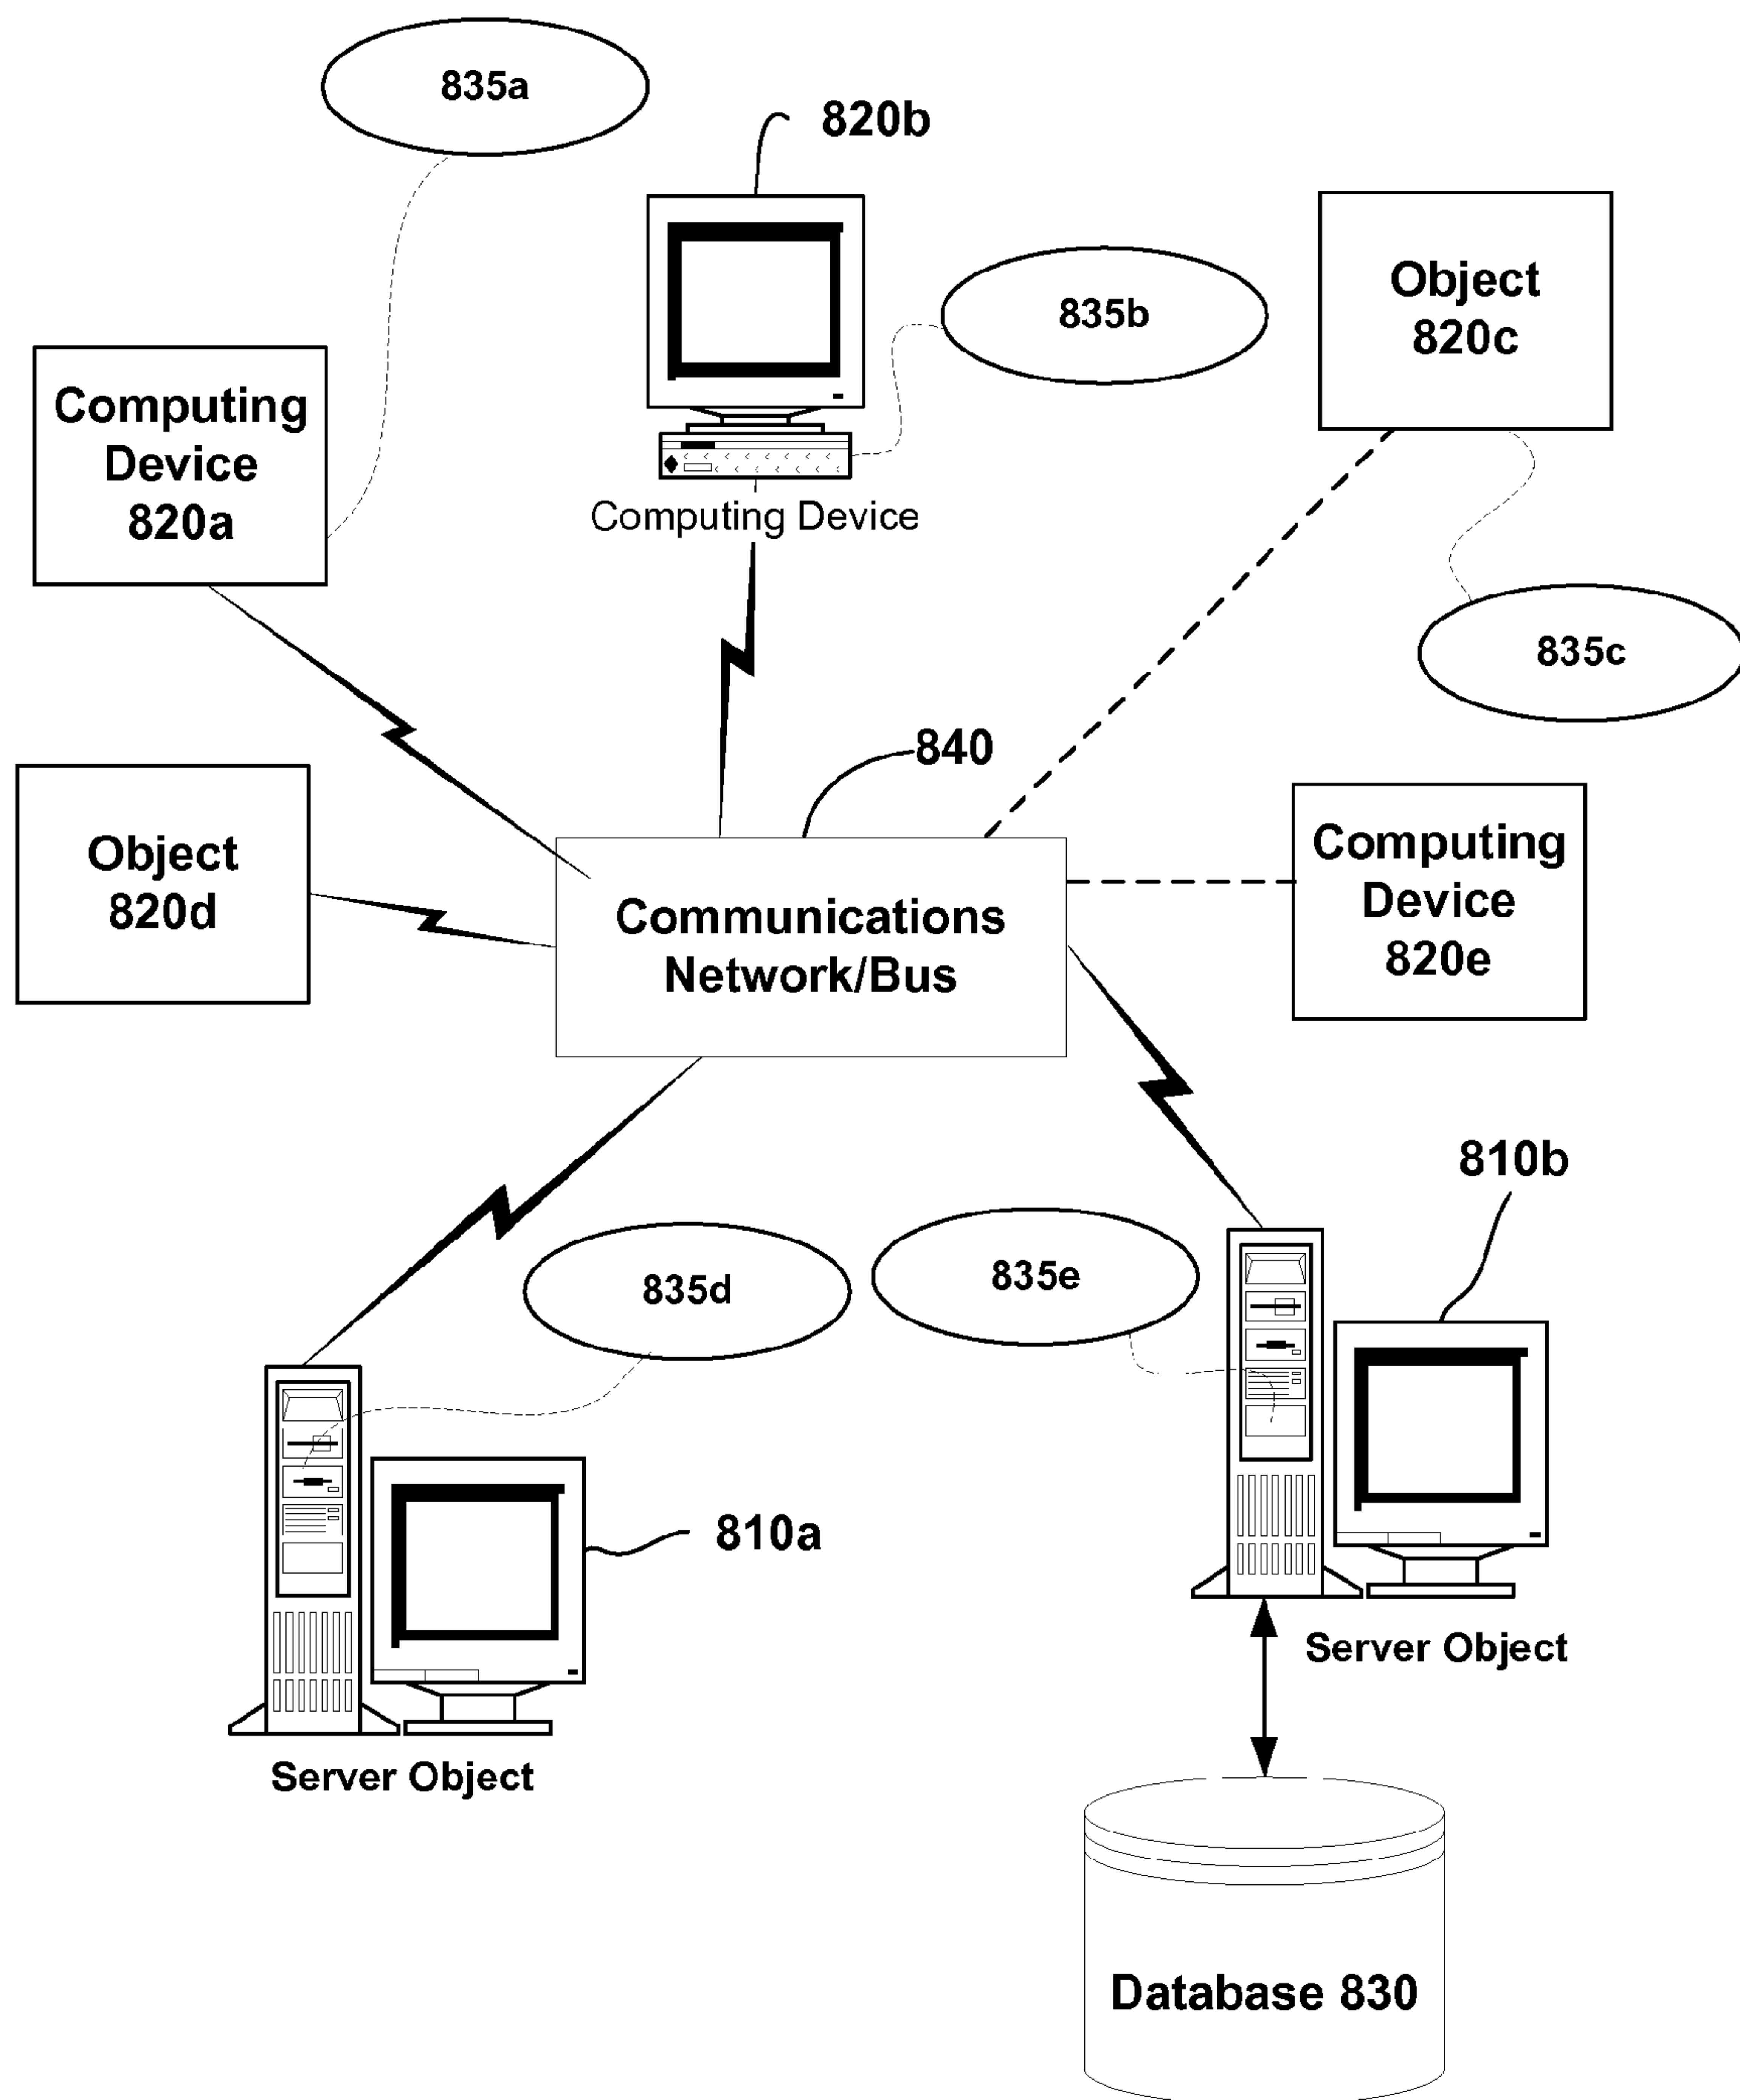 835a
820b
835b
Object
820c
Computing
Device
820a
Computing Device
835c
840
Object
820d
Computing
Device
820e
Communications
Network/Bus
810b
835d
835e
810a
Server Object
Server Object
Database 830